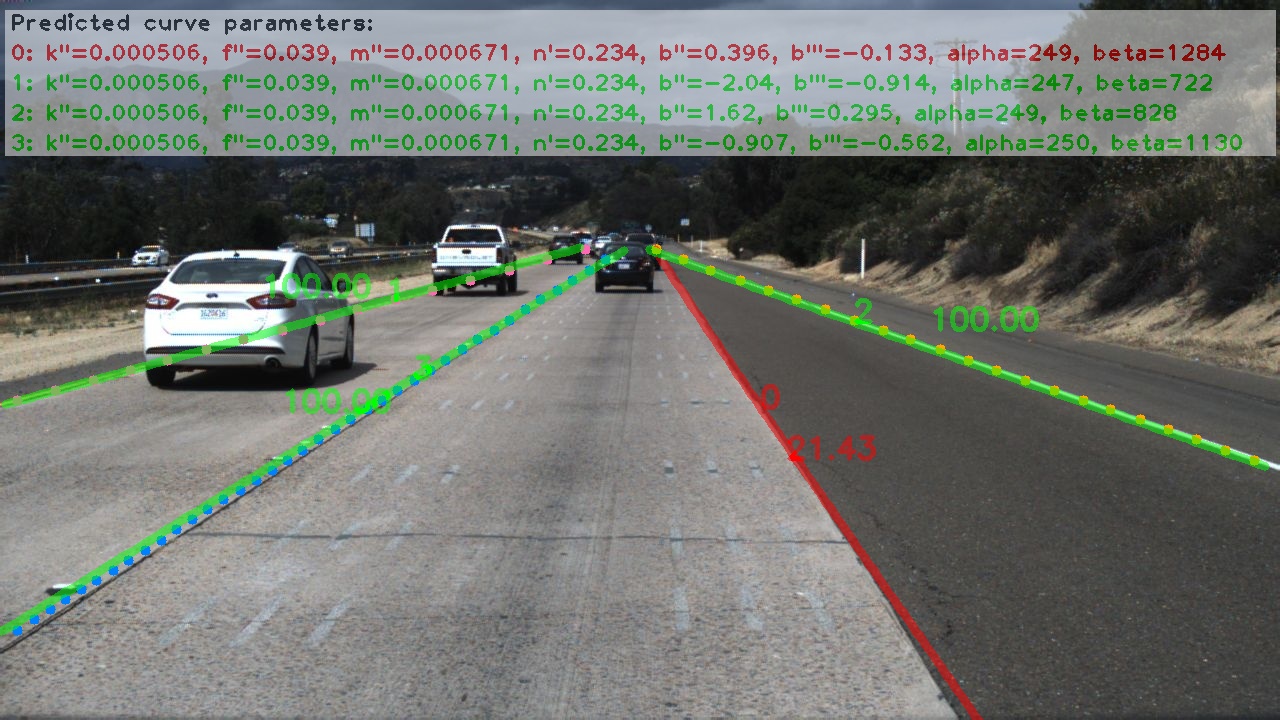 Predicted curve parameters:
0: k''=0.000506, f''=0.039, m''=0.000671, n'=0.234, b''=0.396, b'''=−0.133, alpha=249, beta=1284
1: k''=0.000506, f''=0.039, m''=0.000671, n'=0.234, b''=−2.04, b'''=−0.914, alpha=247, beta=722
2: k''=0.000506, f''=0.039, m''=0.000671, n'=0.234, b''=1.62, b'''=0.295, alpha=249, beta=828
3: k''=0.000506, f''=0.039, m''=0.000671, n'=0.234, b''=−0.907, b'''=−0.562, alpha=250, beta=1130
100.00 1
2 100.00
3
100.00
0
21.43
CHEVROLET